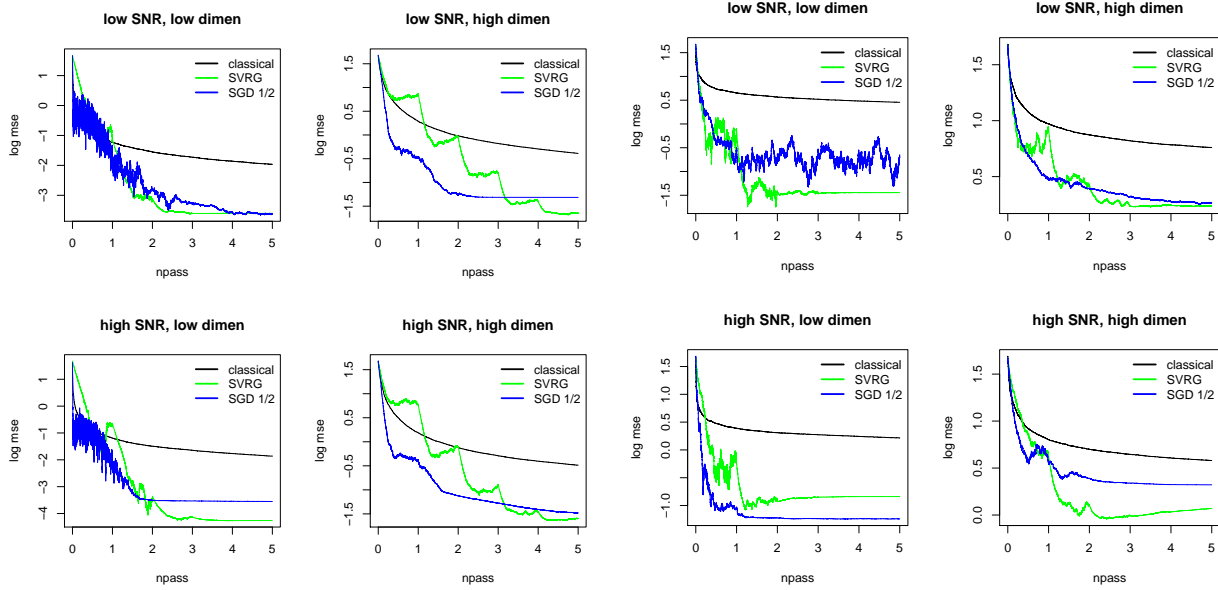 low SNR, low dimen
log mse
1
0
−1
−2
−3
classical
SVRG
SGD 1/2
0 1 2 3 4 5
npass
low SNR, high dimen
log mse
1.5
0.5
−0.5
−1.5
classical
SVRG
SGD 1/2
0 1 2 3 4 5
npass
low SNR, low dimen
log mse
1.5
0.5
−0.5
−1.5
classical
SVRG
SGD 1/2
0 1 2 3 4 5
npass
low SNR, high dimen
log mse
1.5
1.0
0.5
classical
SVRG
SGD 1/2
0 1 2 3 4 5
npass
high SNR, low dimen
log mse
1
0
−1
−2
−3
−4
classical
SVRG
SGD 1/2
0 1 2 3 4 5
npass
high SNR, high dimen
log mse
1.5
0.5
−0.5
−1.5
classical
SVRG
SGD 1/2
0 1 2 3 4 5
npass
high SNR, low dimen
log mse
1.5
1.0
0.5
0.0
−1.0
classical
SVRG
SGD 1/2
0 1 2 3 4 5
npass
high SNR, high dimen
log mse
1.5
1.0
0.5
0.0
classical
SVRG
SGD 1/2
0 1 2 3 4 5
npass